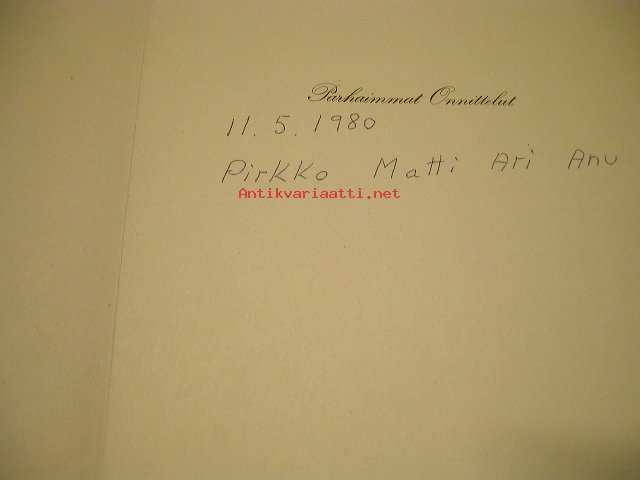 Parhaimmat Onnittelut
11. 5. 1980
Pirkko Matti Ari Anu
Antikvariaatti.net